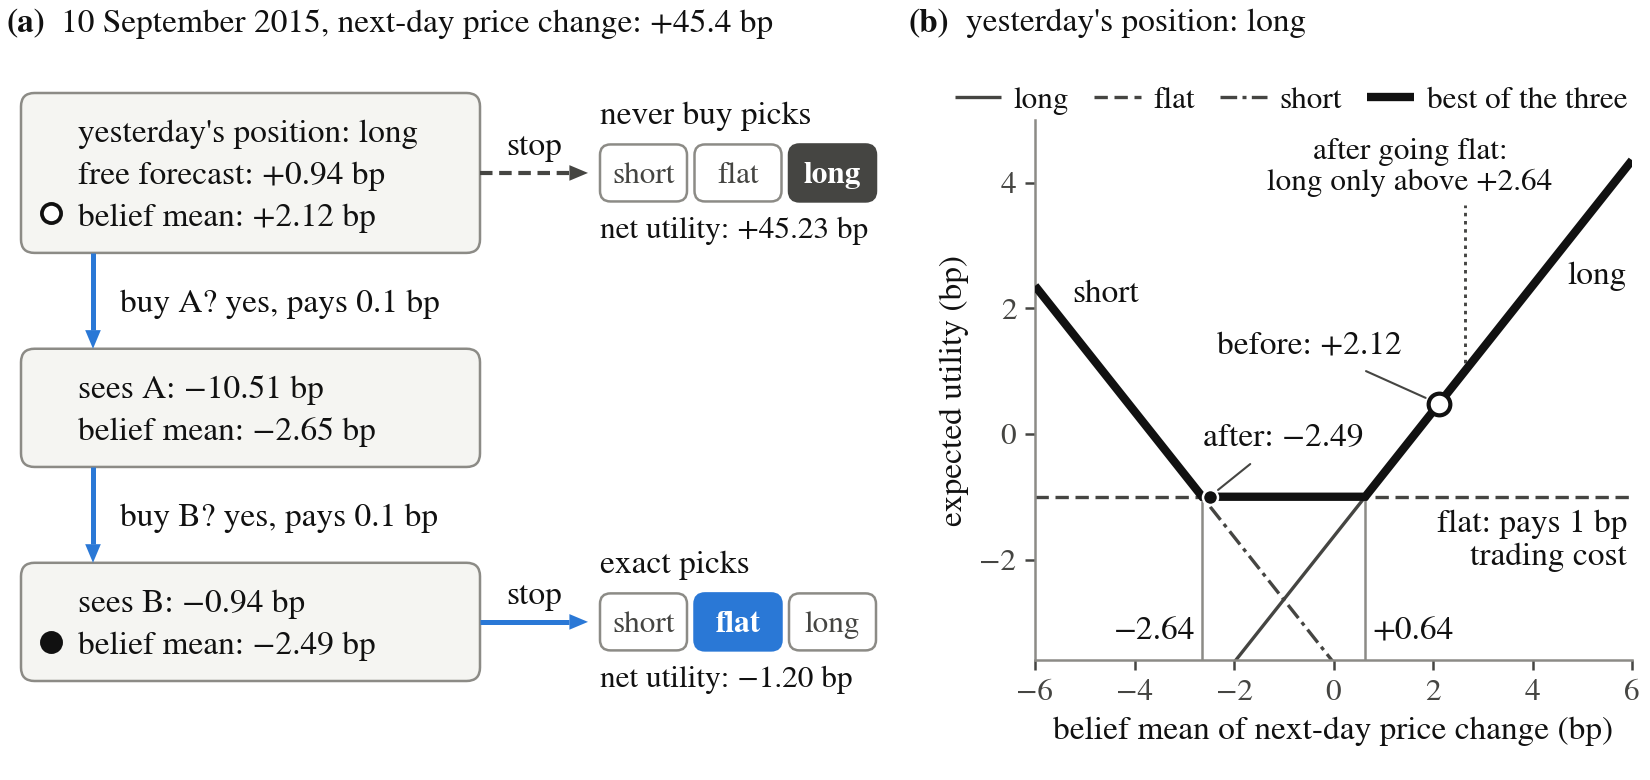 (a) 10 September 2015, next-day price change: +45.4 bp
yesterday's position: long
free forecast: +0.94 bp
belief mean: +2.12 bp
stop
never buy picks
short flat long
net utility: +45.23 bp
buy A? yes, pays 0.1 bp
sees A: −10.51 bp
belief mean: −2.65 bp
buy B? yes, pays 0.1 bp
sees B: −0.94 bp
belief mean: −2.49 bp
stop
exact picks
short flat long
net utility: −1.20 bp
(b) yesterday's position: long
long flat short best of the three
after going flat:
long only above +2.64
short
long
before: +2.12
after: −2.49
flat: pays 1 bp
trading cost
−2.64
+0.64
4
2
0
−2
expected utility (bp)
−6 −4 −2 0 2 4 6
belief mean of next-day price change (bp)